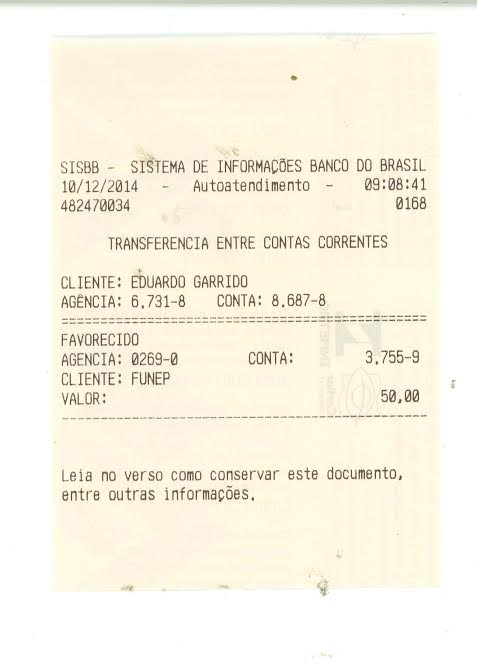 SISBB - SISTEMA DE INFORMAÇÕES BANCO DO BRASIL
10/12/2014 - Autoatendimento - 09:08:41
482470034 0168
TRANSFERENCIA ENTRE CONTAS CORRENTES
CLIENTE: EDUARDO GARRIDO
AGÊNCIA: 6.731-8 CONTA: 8.687-8
================================================
FAVORECIDO
AGENCIA: 0269-0 CONTA: 3.755-9
CLIENTE: FUNEP
VALOR: 50,00
------------------------------------------------
Leia no verso como conservar este documento,
entre outras informações.